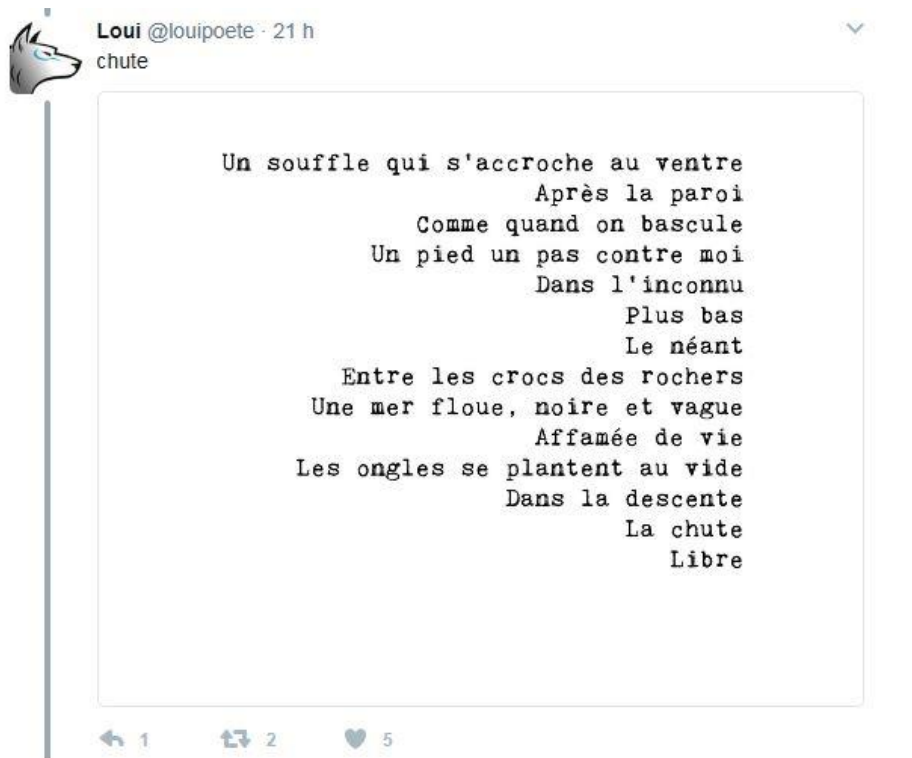 Loui @louipoete · 21 h
chute
Un souffle qui s'accroche au ventre
Après la paroi
Comme quand on bascule
Un pied un pas contre moi
Dans l'inconnu
Plus bas
Le néant
Entre les crocs des rochers
Une mer floue, noire et vague
Affamée de vie
Les ongles se plantent au vide
Dans la descente
La chute
Libre
1 2 5